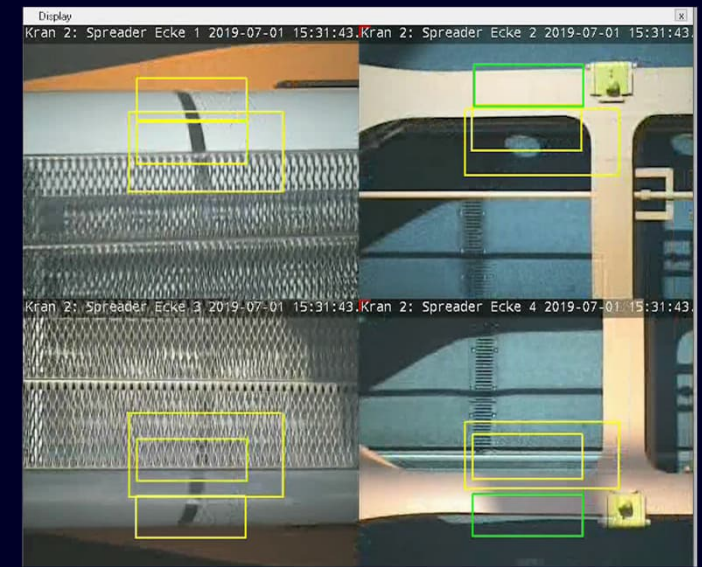 Display
x
Kran 2: Spreader Ecke 1 2019-07-01 15:31:43.
Kran 2: Spreader Ecke 2 2019-07-01 15:31:43.
Kran 2: Spreader Ecke 3 2019-07-01 15:31:43.
Kran 2: Spreader Ecke 4 2019-07-01 15:31:43.